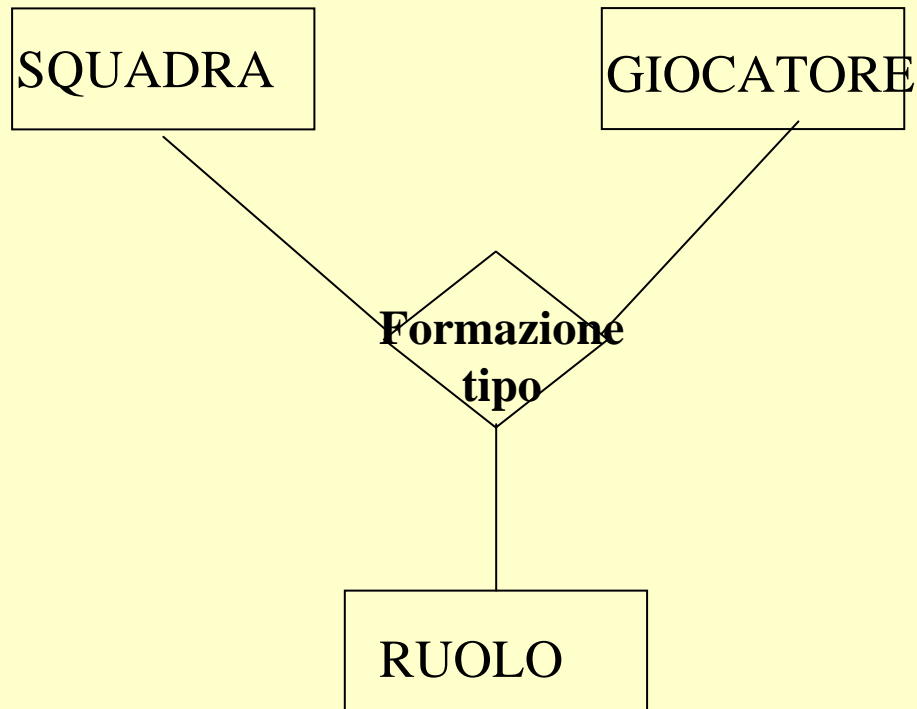 SQUADRA
GIOCATORE
Formazione
tipo
RUOLO